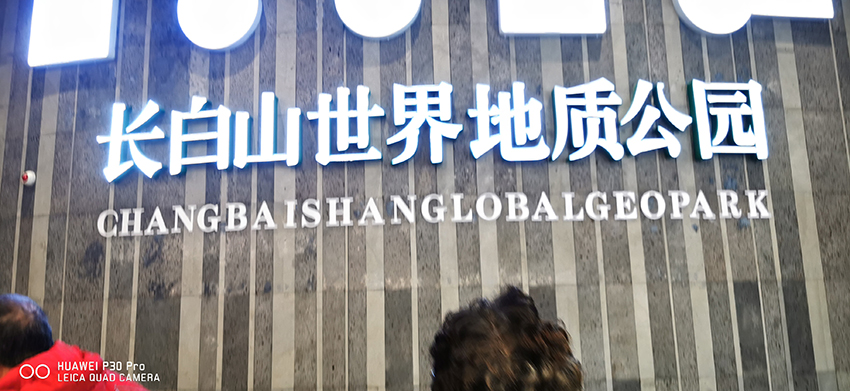 长白山世界地质公园
CHANGBAISHANGLOBALGEOPARK
HUAWEI P30 Pro
LEICA QUAD CAMERA